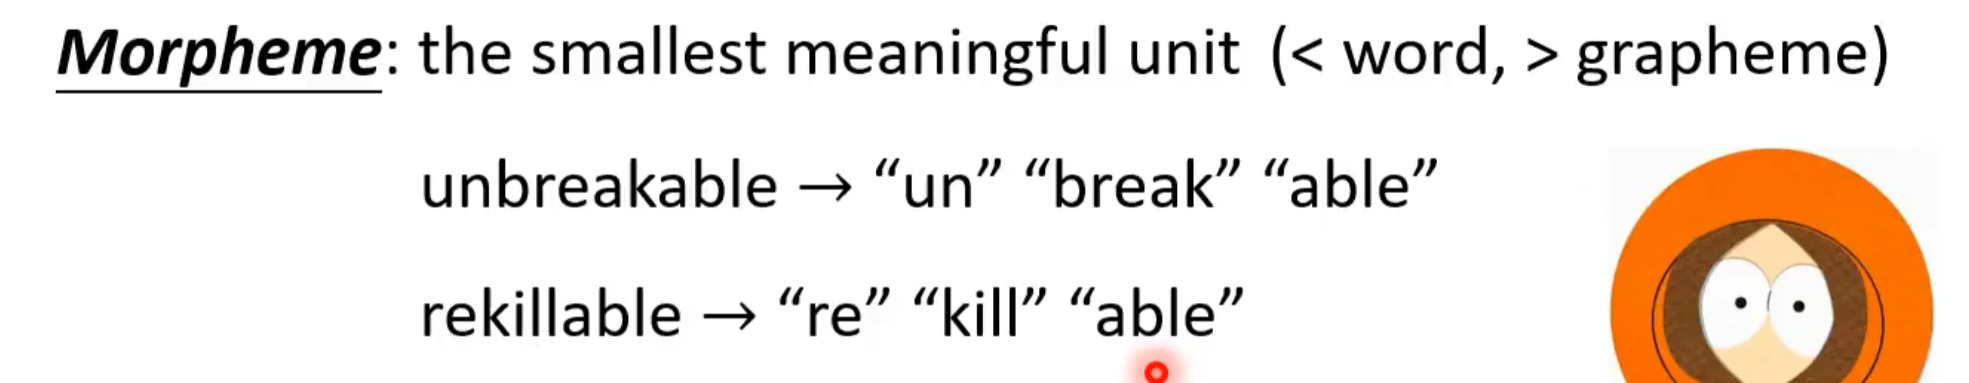 Morpheme: the smallest meaningful unit (< word, > grapheme)
unbreakable → “un” “break” “able”
rekillable → “re” “kill” “able”